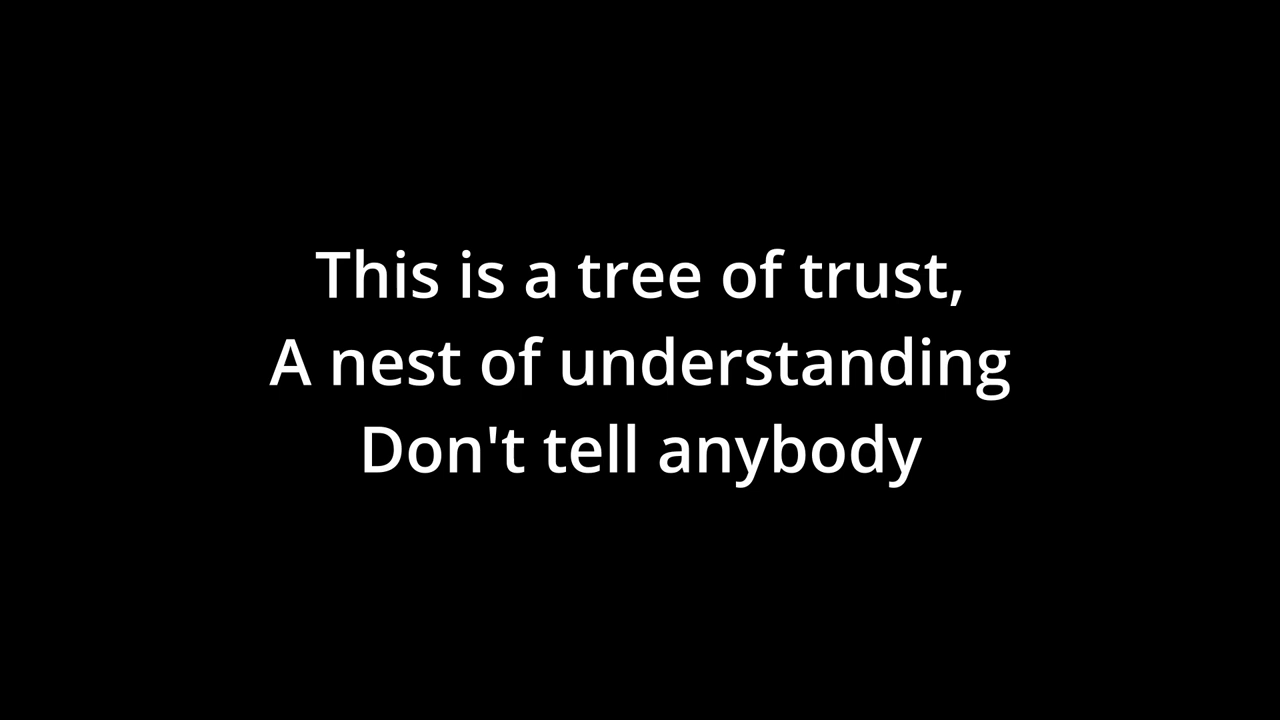 This is a tree of trust,
A nest of understanding
Don't tell anybody